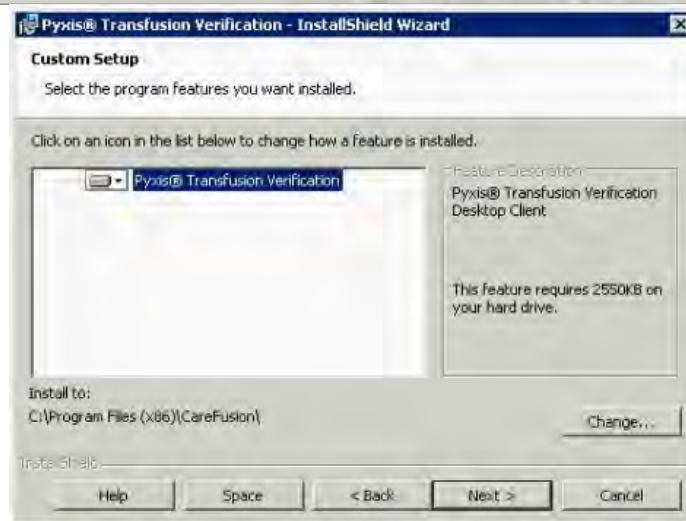 Pyxis® Transfusion Verification - InstallShield Wizard
Custom Setup
Select the program features you want installed.
Click on an icon in the list below to change how a feature is installed.
Pyxis® Transfusion Verification
Feature Description
Pyxis® Transfusion Verification
Desktop Client
This feature requires 2550KB on
your hard drive.
Install to:
C:\Program Files (x86)\CareFusion\
Change...
InstallShield
Help
Space
< Back
Next >
Cancel